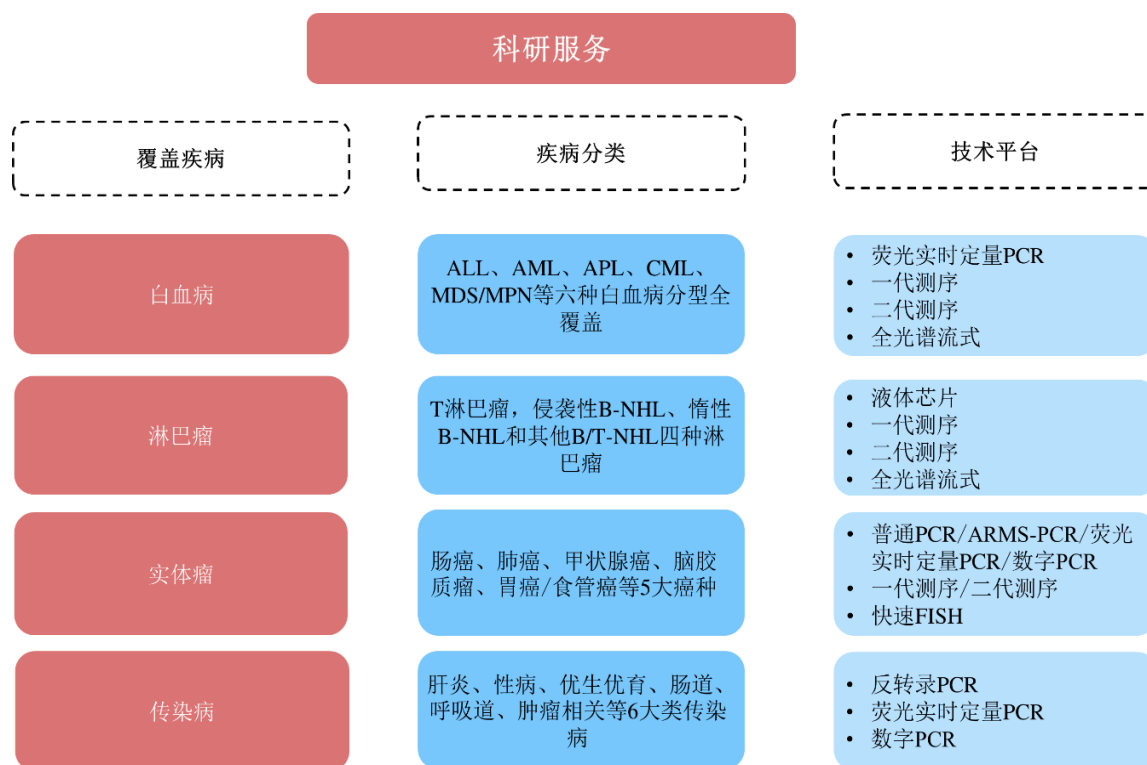 科研服务
覆盖疾病
疾病分类
技术平台
白血病
ALL、AML、APL、CML、
MDS/MPN等六种白血病分型全
覆盖
• 荧光实时定量PCR
• 一代测序
• 二代测序
• 全光谱流式
淋巴瘤
T淋巴瘤，侵袭性B-NHL、惰性
B-NHL和其他B/T-NHL四种淋
巴瘤
• 液体芯片
• 一代测序
• 二代测序
• 全光谱流式
实体瘤
肠癌、肺癌、甲状腺癌、脑胶
质瘤、胃癌/食管癌等5大癌种
• 普通PCR/ARMS-PCR/荧光
实时定量PCR/数字PCR
• 一代测序/二代测序
• 快速FISH
传染病
肝炎、性病、优生优育、肠道、
呼吸道、肿瘤相关等6大类传染
病
• 反转录PCR
• 荧光实时定量PCR
• 数字PCR